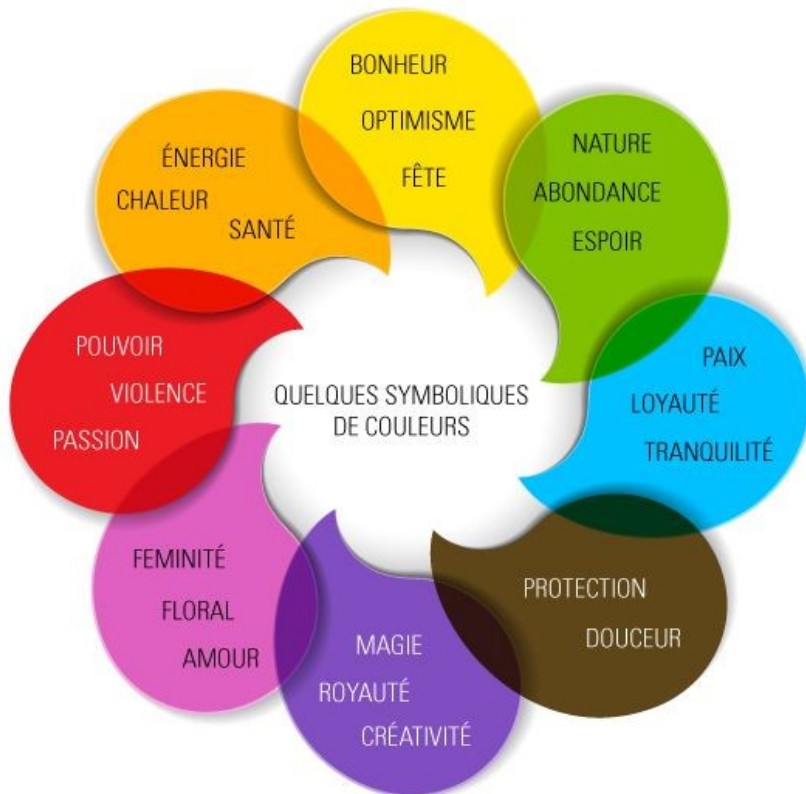 BONHEUR
OPTIMISME
FÊTE
NATURE
ABONDANCE
ESPOIR
PAIX
LOYAUTÉ
TRANQUILITÉ
PROTECTION
DOUCEUR
MAGIE
ROYAUTÉ
CRÉATIVITÉ
FEMINITÉ
FLORAL
AMOUR
POUVOIR
VIOLENCE
PASSION
ÉNERGIE
CHALEUR
SANTÉ
QUELQUES SYMBOLIQUES
DE COULEURS